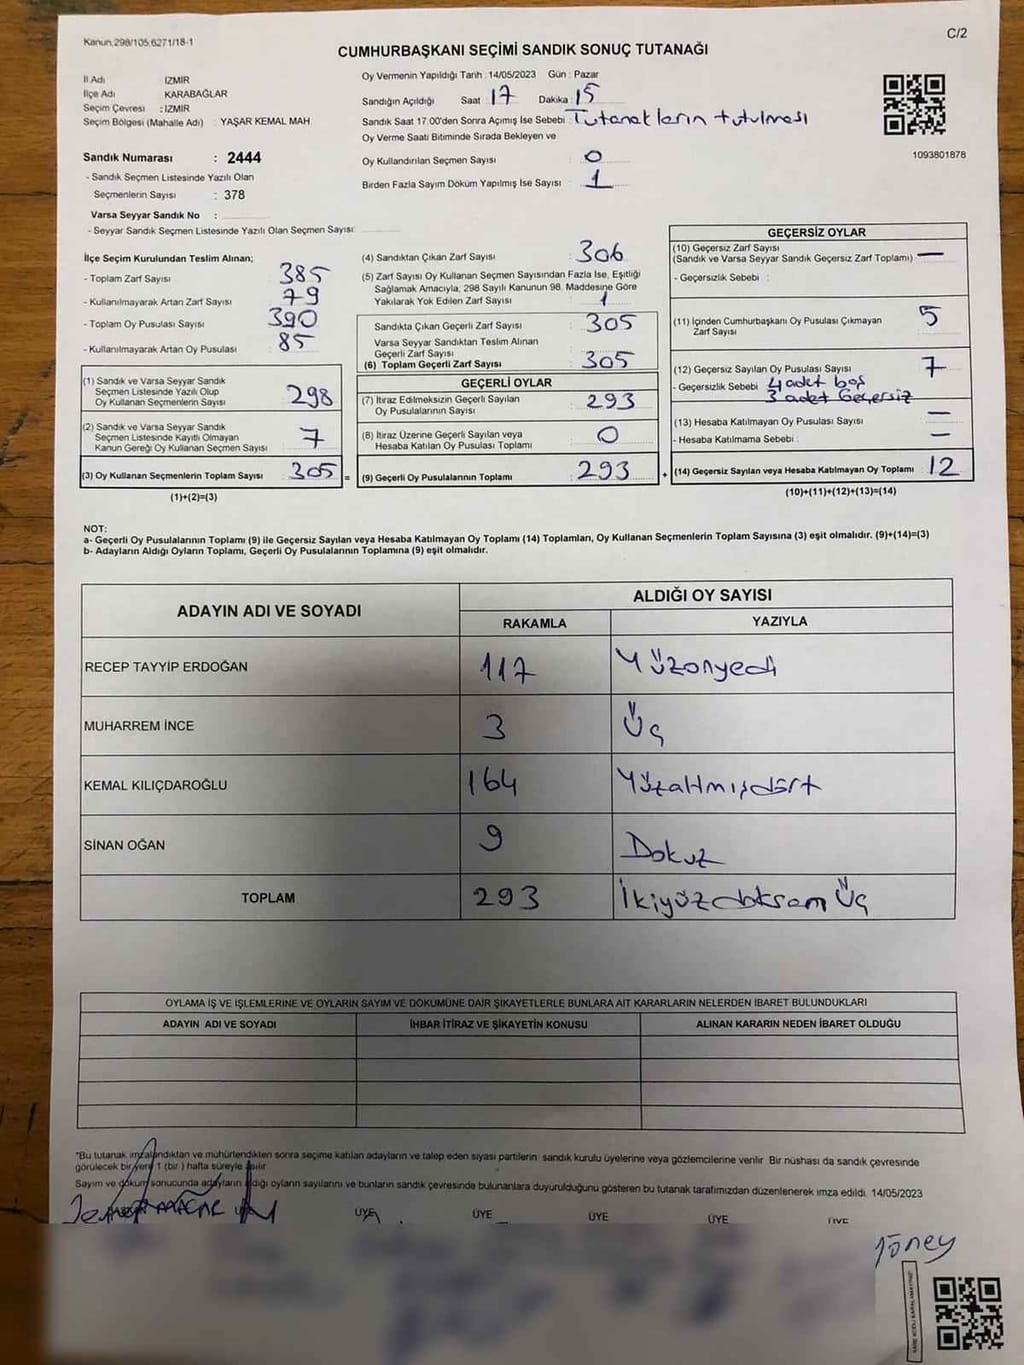 Kanun,298/105,6271/18-1
C/2
CUMHURBAŞKANI SEÇİMİ SANDIK SONUÇ TUTANAĞI
İl Adı İZMİR
İlçe Adı KARABAĞLAR
Seçim Çevresi : İZMİR
Seçim Bölgesi (Mahalle Adı) : YAŞAR KEMAL MAH.
Oy Vermenin Yapıldığı Tarih : 14/05/2023 Gün : Pazar
Sandığın Açıldığı Saat 17 Dakika : 15
Sandık Saat 17:00'den Sonra Açımış İse Sebebi : Tutanakların tutulması
Oy Verme Saati Bitiminde Sırada Bekleyen ve
Oy Kullandırılan Seçmen Sayısı : 0
Birden Fazla Sayım Döküm Yapılmış İse Sayısı : 1
1093801878
Sandık Numarası : 2444
- Sandık Seçmen Listesinde Yazılı Olan
Seçmenlerin Sayısı : 378
Varsa Seyyar Sandık No :
- Seyyar Sandık Seçmen Listesinde Yazılı Olan Seçmen Sayısı:
İlçe Seçim Kurulundan Teslim Alınan;
- Toplam Zarf Sayısı : 385
- Kullanılmayarak Artan Zarf Sayısı : 79
- Toplam Oy Pusulası Sayısı : 390
- Kullanılmayarak Artan Oy Pusulası : 85
(1) Sandık ve Varsa Seyyar Sandık
Seçmen Listesinde Yazılı Olup
Oy Kullanan Seçmenlerin Sayısı : 298
(2) Sandık ve Varsa Seyyar Sandık
Seçmen Listesinde Kayıtlı Olmayan
Kanun Gereği Oy Kullanan Seçmen Sayısı : 7
(3) Oy Kullanan Seçmenlerin Toplam Sayısı : 305 =
(1)+(2)=(3)
(4) Sandıktan Çıkan Zarf Sayısı : 306
(5) Zarf Sayısı Oy Kullanan Seçmen Sayısından Fazla İse, Eşitliği
Sağlamak Amacıyla; 298 Sayılı Kanunun 98. Maddesine Göre
Yakılarak Yok Edilen Zarf Sayısı : 1
Sandıkta Çıkan Geçerli Zarf Sayısı : 305
Varsa Seyyar Sandıktan Teslim Alınan
Geçerli Zarf Sayısı :
(6) Toplam Geçerli Zarf Sayısı : 305
GEÇERLİ OYLAR
(7) İtiraz Edilmeksizin Geçerli Sayılan
Oy Pusulalarının Sayısı : 293
(8) İtiraz Üzerine Geçerli Sayılan veya
Hesaba Katılan Oy Pusulası Toplamı : 0
(9) Geçerli Oy Pusulalarının Toplamı : 293 +
GEÇERSİZ OYLAR
(10) Geçersiz Zarf Sayısı
(Sandık ve Varsa Seyyar Sandık Geçersiz Zarf Toplamı) : —
- Geçersizlik Sebebi :
(11) İçinden Cumhurbaşkanı Oy Pusulası Çıkmayan
Zarf Sayısı : 5
(12) Geçersiz Sayılan Oy Pusulası Sayısı : 7
- Geçersizlik Sebebi : 4 adet boş
3 adet Geçersiz
(13) Hesaba Katılmayan Oy Pusulası Sayısı : —
- Hesaba Katılmama Sebebi : —
(14) Geçersiz Sayılan veya Hesaba Katılmayan Oy Toplamı : 12
(10)+(11)+(12)+(13)=(14)
NOT:
a- Geçerli Oy Pusulalarının Toplamı (9) ile Geçersiz Sayılan veya Hesaba Katılmayan Oy Toplamı (14) Toplamları, Oy Kullanan Seçmenlerin Toplam Sayısına (3) eşit olmalıdır. (9)+(14)=(3)
b- Adayların Aldığı Oyların Toplamı, Geçerli Oy Pusulalarının Toplamına (9) eşit olmalıdır.
ADAYIN ADI VE SOYADI
ALDIĞI OY SAYISI
RAKAMLA YAZIYLA
RECEP TAYYİP ERDOĞAN 117 Yüzonyedi
MUHARREM İNCE 3 Üç
KEMAL KILIÇDAROĞLU 164 Yüzaltmışdört
SİNAN OĞAN 9 Dokuz
TOPLAM 293 İkiyüzdoksan Üç
OYLAMA İŞ VE İŞLEMLERİNE VE OYLARIN SAYIM VE DÖKÜMÜNE DAİR ŞİKAYETLERLE BUNLARA AİT KARARLARIN NELERDEN İBARET BULUNDUKLARI
ADAYIN ADI VE SOYADI İHBAR İTİRAZ VE ŞİKAYETİN KONUSU ALINAN KARARIN NEDEN İBARET OLDUĞU
"Bu tutanak imzalandıktan ve mühürlendikten sonra seçime katılan adayların ve talep eden siyasi partilerin sandık kurulu üyelerine veya gözlemcilerine verilir. Bir nüshası da sandık çevresinde
görülecek bir yere 1 (bir) hafta süreyle asılır.
Sayım ve döküm sonucunda adayların aldığı oyların sayılarını ve bunların sandık çevresinde bulunanlara duyurulduğunu gösteren bu tutanak tarafımızdan düzenlenerek imza edildi. 14/05/2023
ÜYE ÜYE ÜYE ÜYE ÜYE